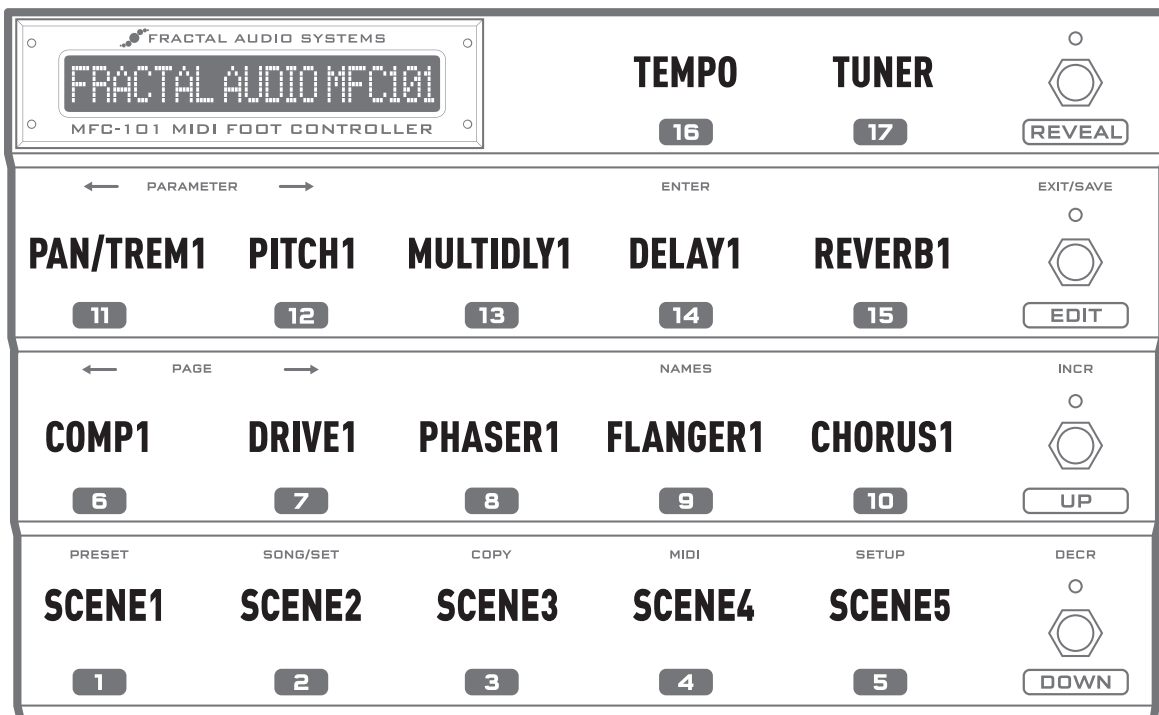 FRACTAL AUDIO SYSTEMS
FRACTAL AUDIO MFC101
MFC-101 MIDI FOOT CONTROLLER
TEMPO TUNER
16 17 REVEAL
← PARAMETER → ENTER EXIT/SAVE
PAN/TREM1 PITCH1 MULTIDLY1 DELAY1 REVERB1
11 12 13 14 15 EDIT
← PAGE → NAMES INCR
COMP1 DRIVE1 PHASER1 FLANGER1 CHORUS1
6 7 8 9 10 UP
PRESET SONG/SET COPY MIDI SETUP DECR
SCENE1 SCENE2 SCENE3 SCENE4 SCENE5
1 2 3 4 5 DOWN